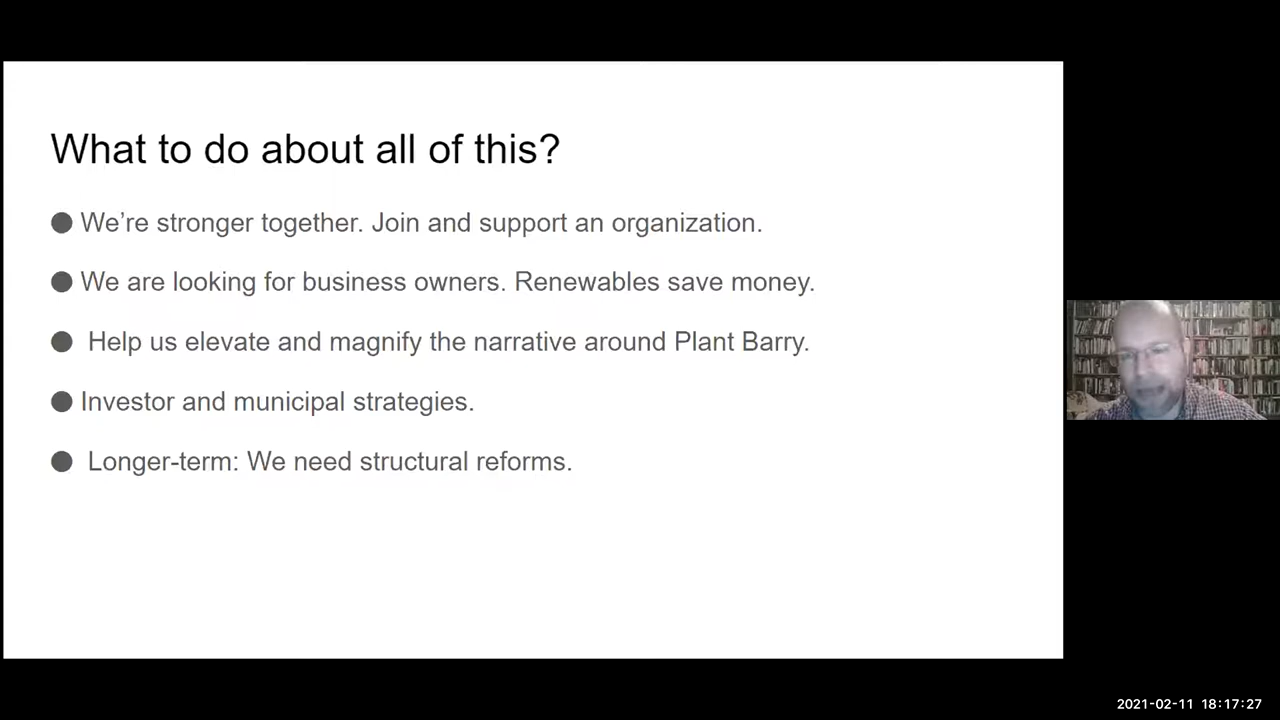 What to do about all of this?
● We’re stronger together. Join and support an organization.
● We are looking for business owners. Renewables save money.
● Help us elevate and magnify the narrative around Plant Barry.
● Investor and municipal strategies.
● Longer-term: We need structural reforms.
2021-02-11 18:17:27